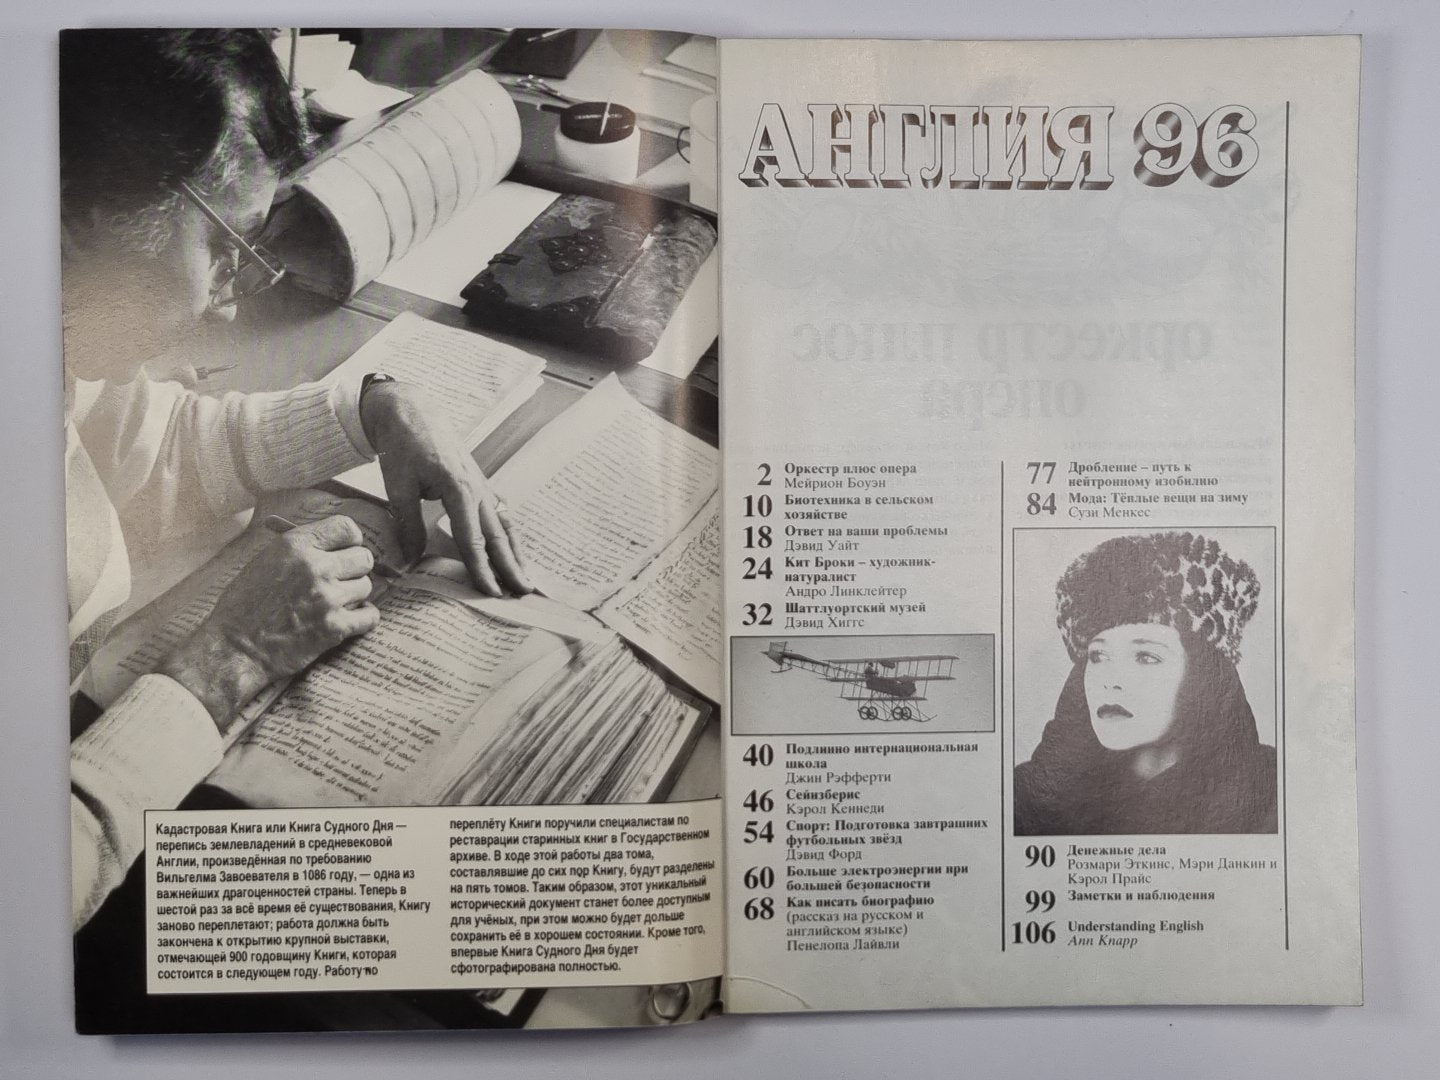 Кадастровая Книга или Книга Судного Дня —
перепись землевладений в средневековой
Англии, произведённая по требованию
Вильгелма Завоевателя в 1086 году, — одна из
важнейших драгоценностей страны. Теперь в
шестой раз за всё время её существования, Книгу
заново переплетают; работа должна быть
закончена к открытию крупной выставки,
отмечающей 900 годовщину Книги, которая
состоится в следующем году. Работу по
переплёту Книги поручили специалистам по
реставрации старинных книг в Государственном
архиве. В ходе этой работы два тома,
составлявшие до сих пор Книгу, будут разделены
на пять томов. Таким образом, этот уникальный
исторический документ станет более доступным
для учёных, при этом можно будет дольше
сохранить её в хорошем состоянии. Кроме того,
впервые Книга Судного Дня будет
сфотографирована полностью.
АНГЛИЯ 96
2 Оркестр плюс опера
Мейрион Боуэн
10 Биотехника в сельском
хозяйстве
18 Ответ на ваши проблемы
Дэвид Уайт
24 Кит Броки – художник-
натуралист
Андро Линклейтер
32 Шаттлуортский музей
Дэвид Хиггс
40 Подлинно интернациональная
школа
Джин Рэфферти
46 Сейнзберис
Кэрол Кеннеди
54 Спорт: Подготовка завтрашних
футбольных звёзд
Дэвид Форд
60 Больше электроэнергии при
большей безопасности
68 Как писать биографию
(рассказ на русском и
английском языке)
Пенелопа Лайвли
77 Дробление – путь к
нейтронному изобилию
84 Мода: Тёплые вещи на зиму
Сузи Менкес
90 Денежные дела
Розмари Эткинс, Мэри Данкин и
Кэрол Прайс
99 Заметки и наблюдения
106 Understanding English
Ann Knapp